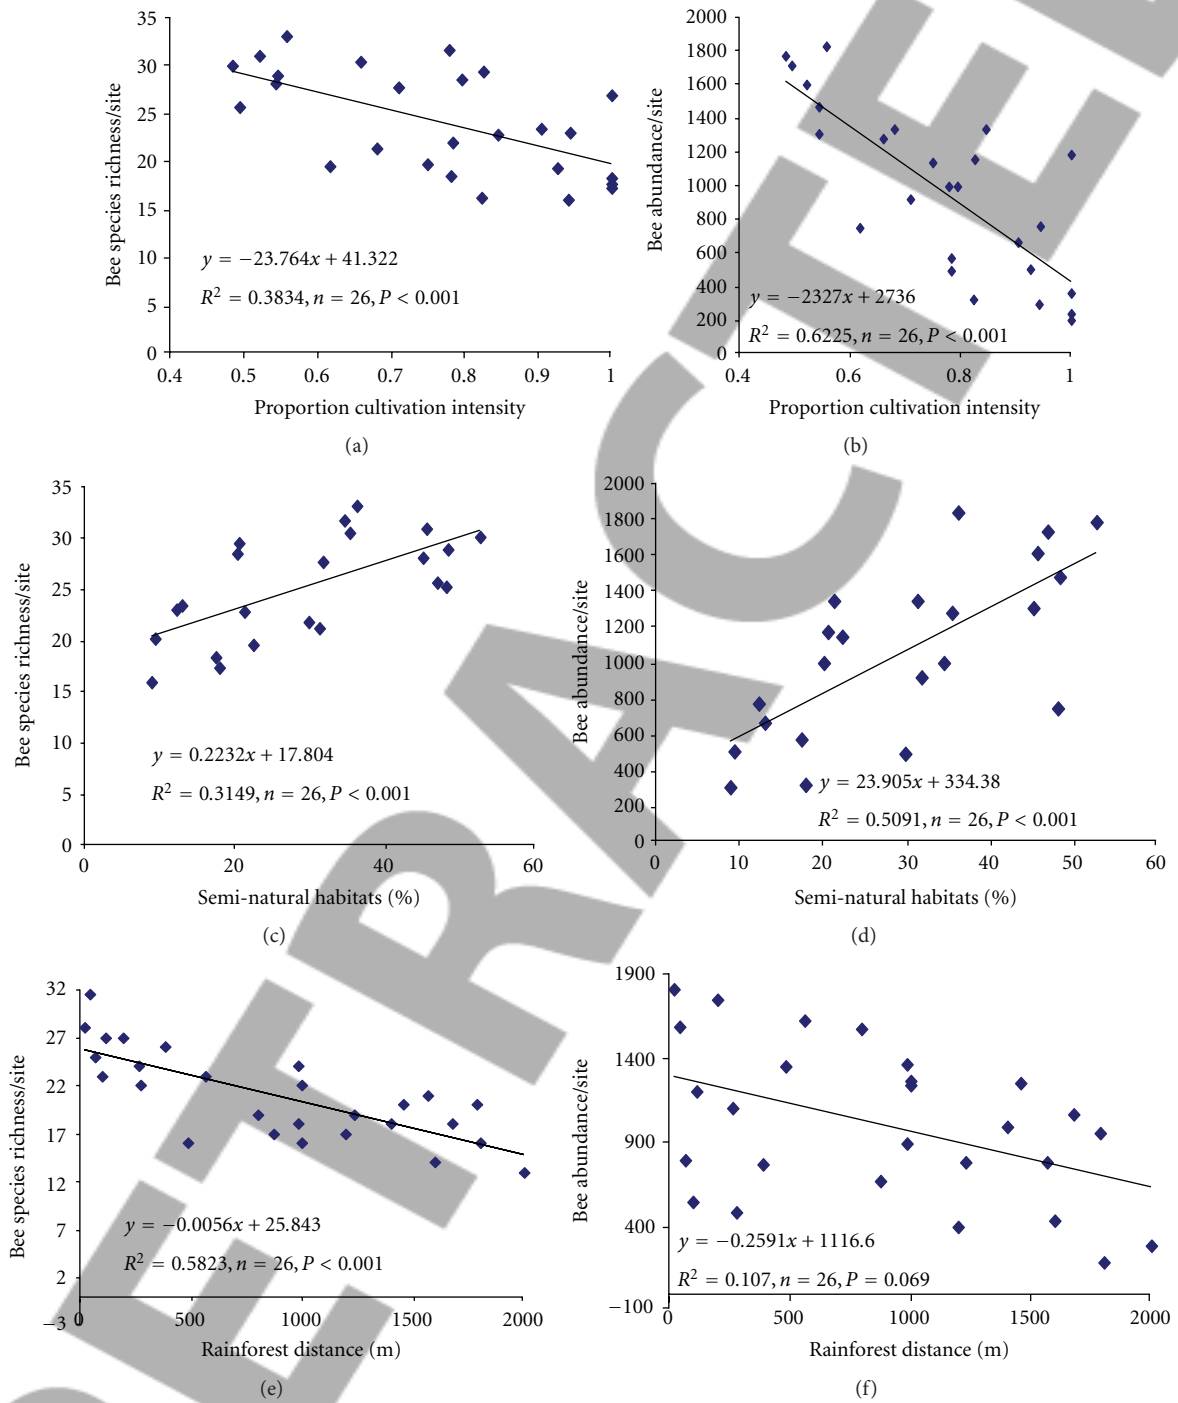 35
30
25
20
15
10
5
0
0.4 0.5 0.6 0.7 0.8 0.9 1
Bee species richness/site
Proportion cultivation intensity
y = −23.764x + 41.322
R² = 0.3834, n = 26, P < 0.001
(a)
2000
1800
1600
1400
1200
1000
800
600
400
200
0
0.4 0.6 0.8 1
Bee abundance/site
Proportion cultivation intensity
y = −2327x + 2736
R² = 0.6225, n = 26, P < 0.001
(b)
35
30
25
20
15
10
5
0
0 20 40 60
Bee species richness/site
Semi-natural habitats (%)
y = 0.2232x + 17.804
R² = 0.3149, n = 26, P < 0.001
(c)
2000
1800
1600
1400
1200
1000
800
600
400
200
0
0 10 20 30 40 50 60
Bee abundance/site
Semi-natural habitats (%)
y = 23.905x + 334.38
R² = 0.5091, n = 26, P < 0.001
(d)
32
27
22
17
12
7
2
−3
0 500 1000 1500 2000
Bee species richness/site
Rainforest distance (m)
y = −0.0056x + 25.843
R² = 0.5823, n = 26, P < 0.001
(e)
1900
1400
900
400
−100
0 500 1000 1500 2000
Bee abundance/site
Rainforest distance (m)
y = −0.2591x + 1116.6
R² = 0.107, n = 26, P = 0.069
(f)
RETRACTED